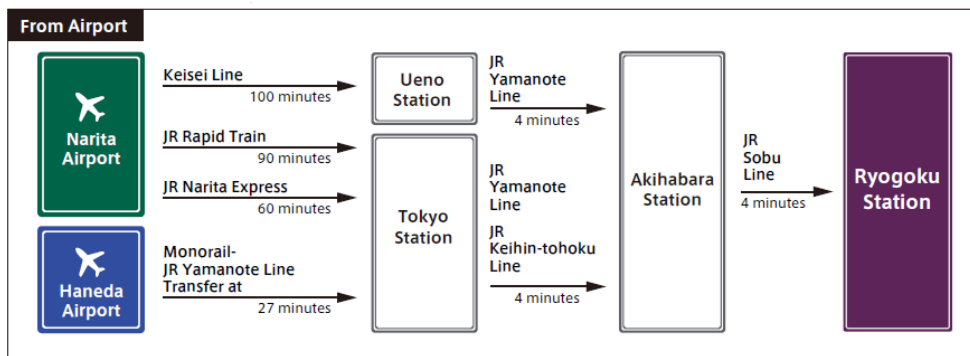 From Airport
Narita
Airport
Keisei Line
100 minutes
JR Rapid Train
90 minutes
JR Narita Express
60 minutes
Haneda
Airport
Monorail-
JR Yamanote Line
Transfer at
27 minutes
Ueno
Station
JR
Yamanote
Line
4 minutes
Tokyo
Station
JR
Yamanote
Line
JR
Keihin-tohoku
Line
4 minutes
Akihabara
Station
JR
Sobu
Line
4 minutes
Ryogoku
Station